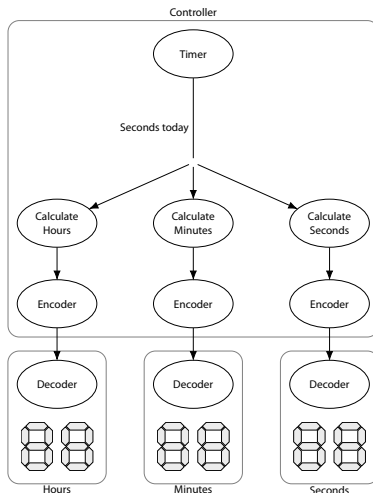 Controller
Timer
Seconds today
Calculate
Hours
Calculate
Minutes
Calculate
Seconds
Encoder
Encoder
Encoder
Decoder
Decoder
Decoder
Hours
Minutes
Seconds